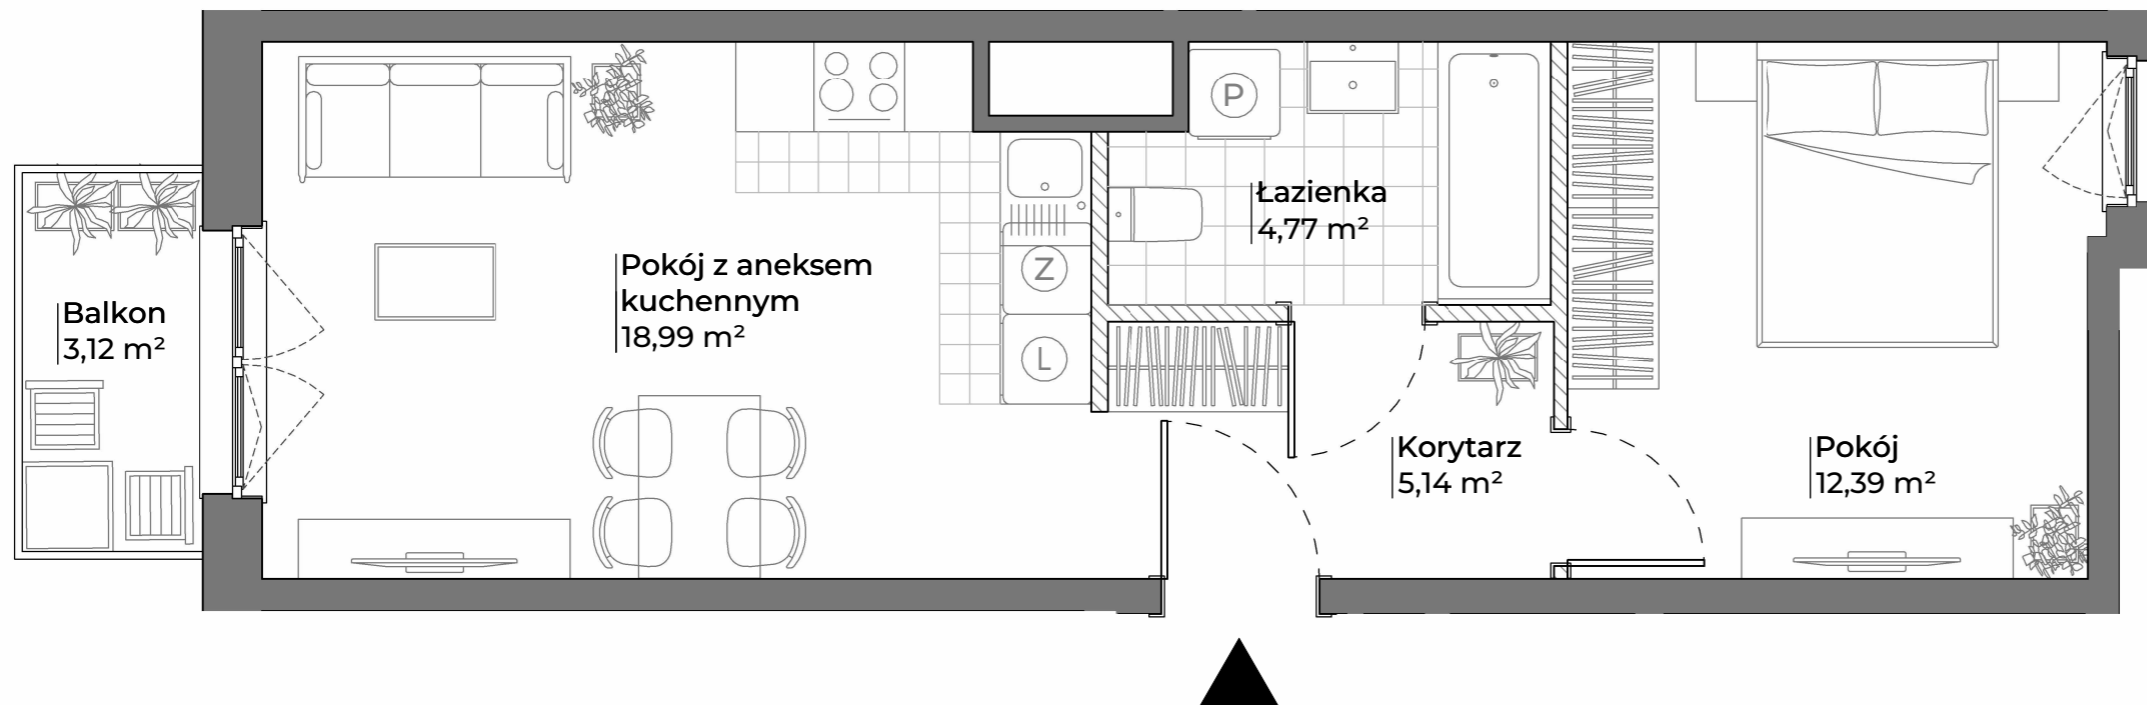 Balkon
3,12 m²
Pokój z aneksem
kuchennym
18,99 m²
Z
L
P
Łazienka
4,77 m²
Korytarz
5,14 m²
Pokój
12,39 m²